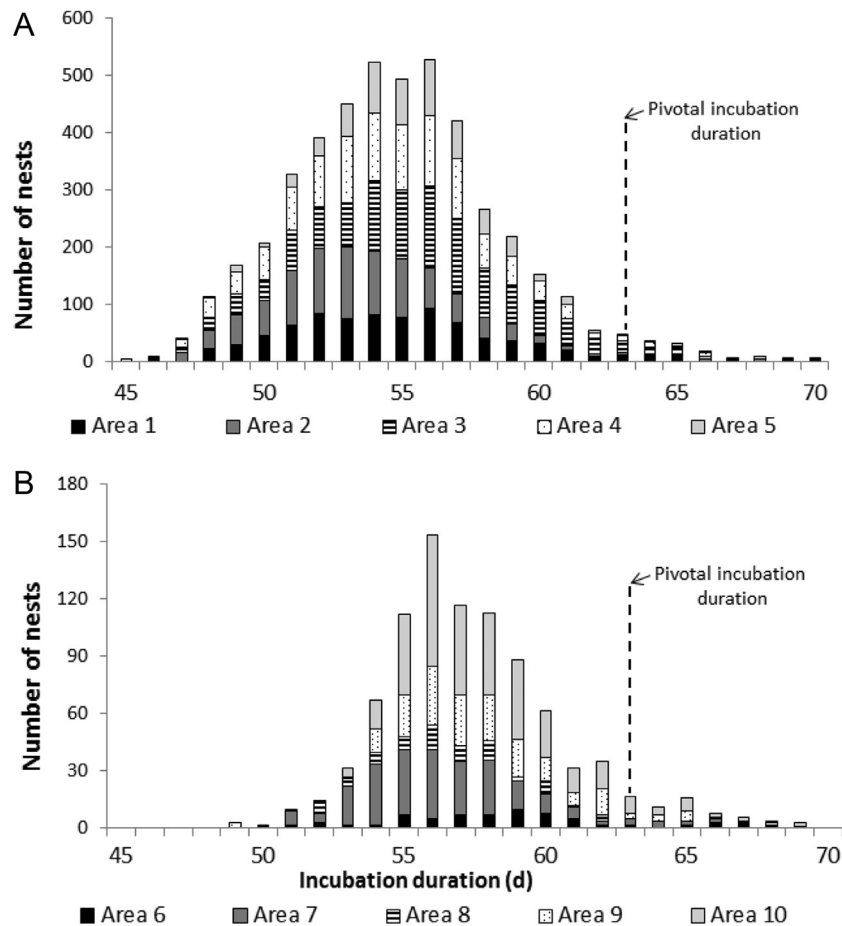 A
600
500
400
300
200
100
0
Number of nests
Pivotal incubation
duration
45 50 55 60 65 70
Area 1 Area 2 Area 3 Area 4 Area 5
B
180
150
120
90
60
30
0
Number of nests
Pivotal incubation
duration
45 50 55 60 65 70
Incubation duration (d)
Area 6 Area 7 Area 8 Area 9 Area 10